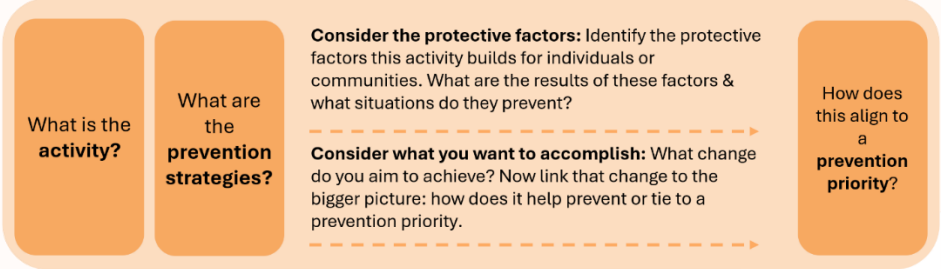 What is the
activity?
What are
the
prevention
strategies?
Consider the protective factors: Identify the protective
factors this activity builds for individuals or
communities. What are the results of these factors &
what situations do they prevent?
Consider what you want to accomplish: What change
do you aim to achieve? Now link that change to the
bigger picture: how does it help prevent or tie to a
prevention priority.
How does
this align to
a
prevention
priority?